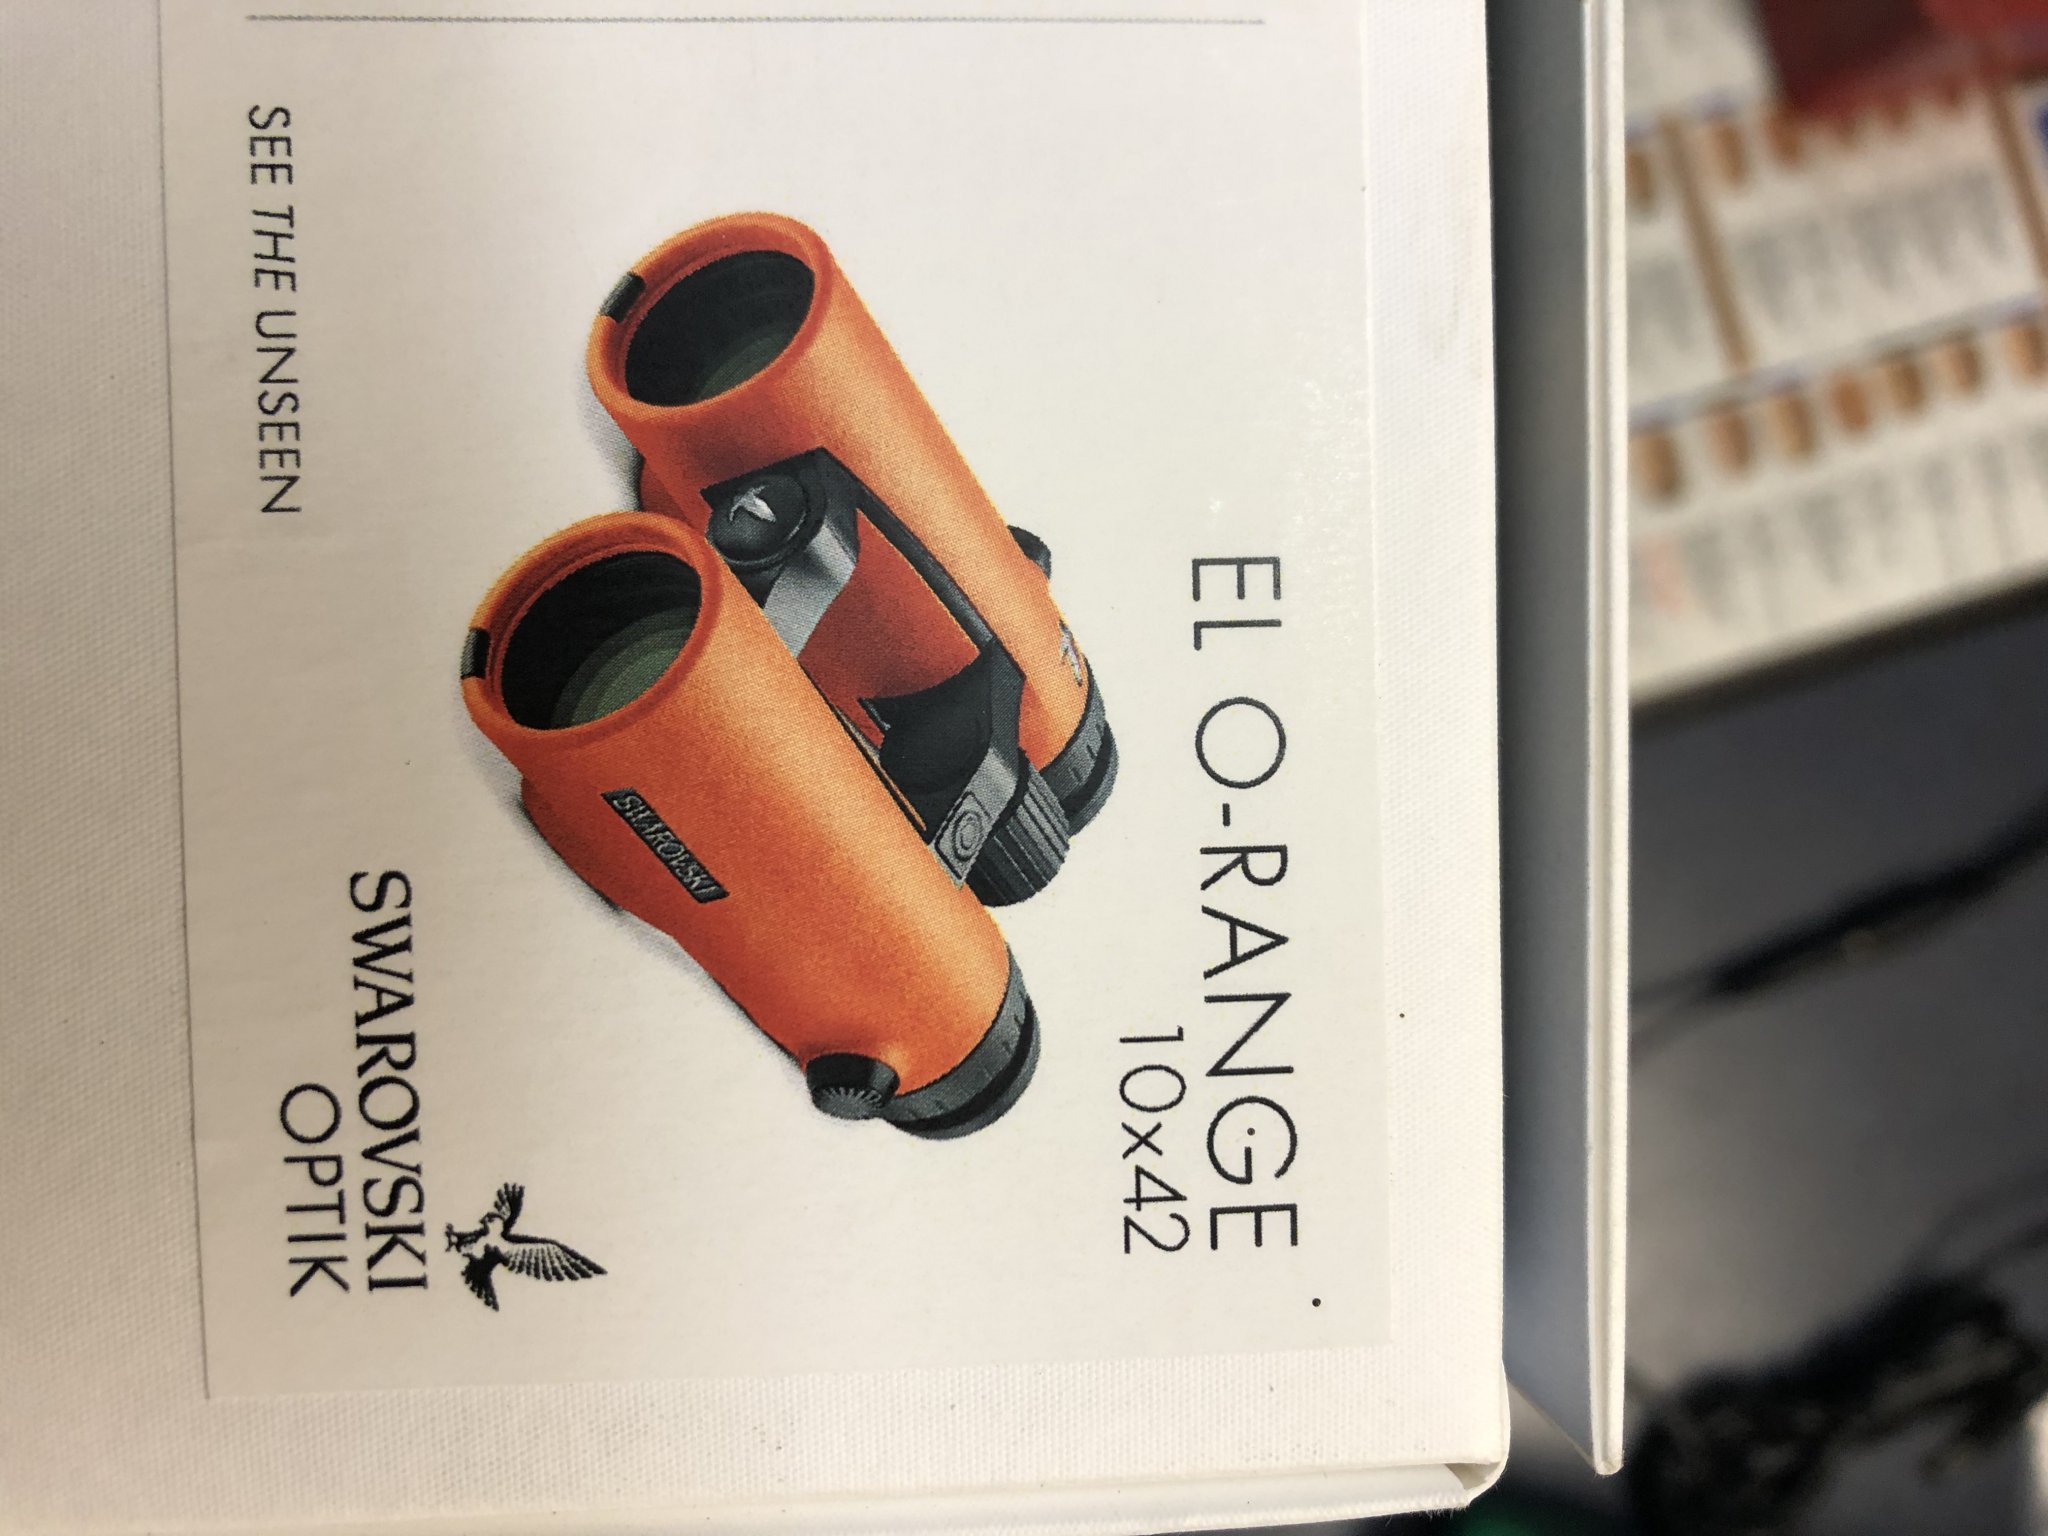 EL O-RANGE
10x42
SWAROVSKI
SWAROVSKI
OPTIK
SEE THE UNSEEN